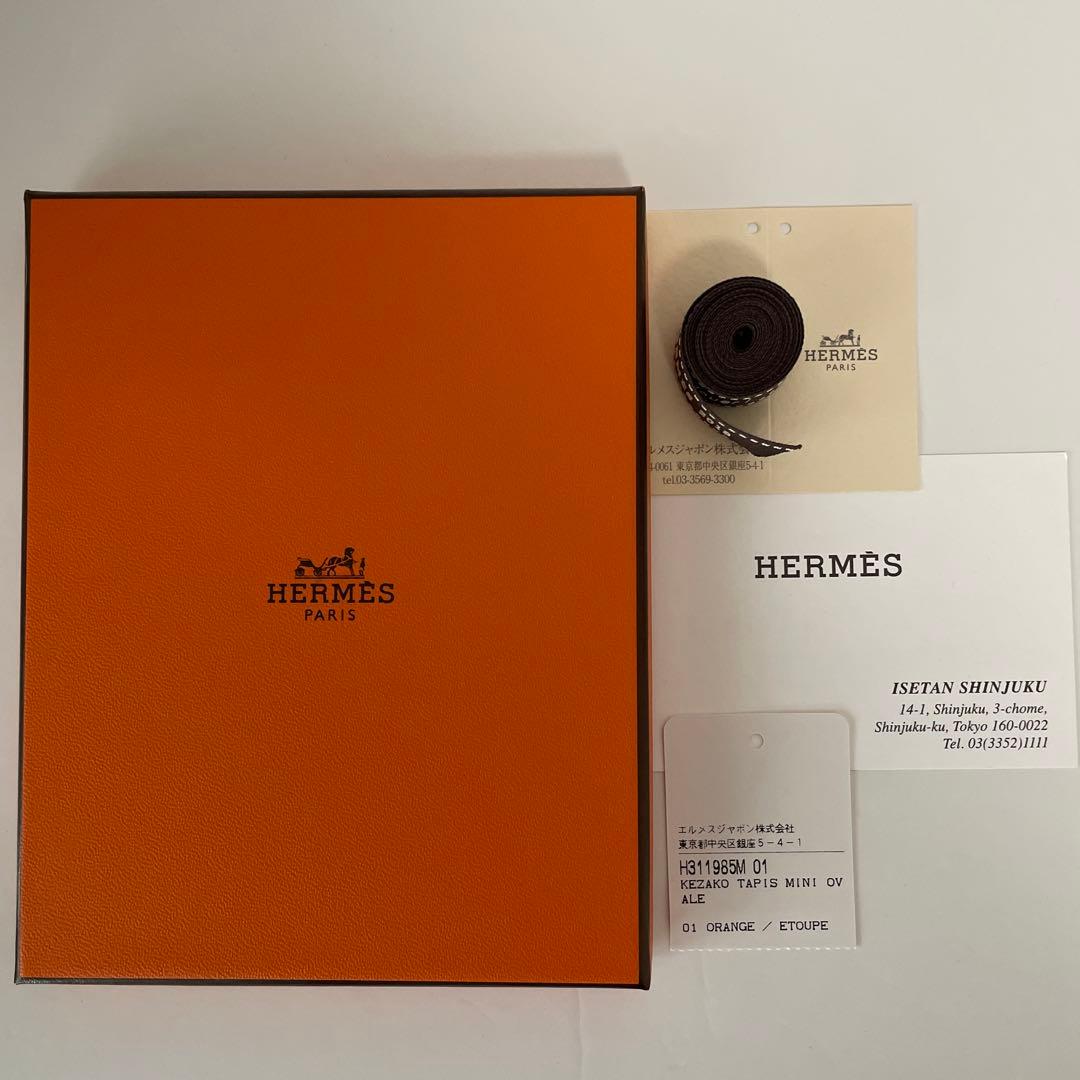 HERMÈS
PARIS
HERMÈS
PARIS
ルメスジャポン株式会
-0061 東京都中央区銀座5-4-1
tel.03-3569-3300
HERMÈS
ISETAN SHINJUKU
14-1, Shinjuku, 3-chome,
Shinjuku-ku, Tokyo 160-0022
Tel. 03(3352)1111
エルメスジャポン株式会社
東京都中央区銀座5-4-1
H311985M 01
KEZAKO TAPIS MINI OV
ALE
01 ORANGE / ETOUPE